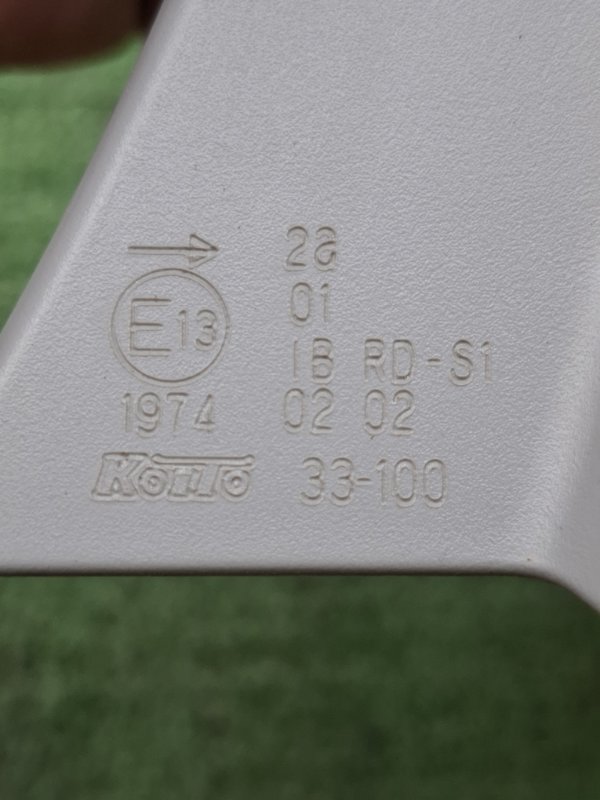 → 2a
01
E13 IB RD-S1
1974 02 02
KOITO 33-100